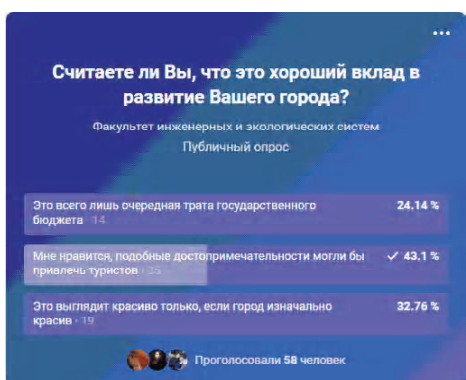 Считаете ли Вы, что это хороший вклад в
развитие Вашего города?
Факультет инженерных и экологических систем
Публичный опрос
Это всего лишь очередная трата государственного
бюджета · 14
24.14 %
Мне нравится, подобные достопримечательности могли бы
привлечь туристов · 25
✓ 43.1 %
Это выглядит красиво только, если город изначально
красив · 19
32.76 %
Проголосовали 58 человек